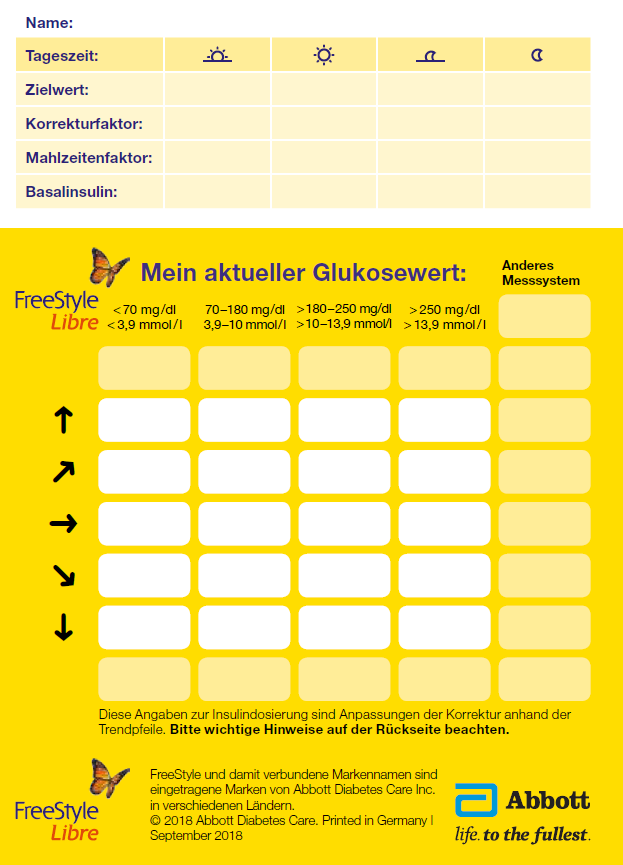 Name:
Tageszeit:
Zielwert:
Korrekturfaktor:
Mahlzeitenfaktor:
Basalinsulin:
FreeStyle
Libre
Mein aktueller Glukosewert:
Anderes
Messsystem
<70 mg/dl 70–180 mg/dl >180–250 mg/dl >250 mg/dl
<3,9 mmol/l 3,9–10 mmol/l >10–13,9 mmol/l >13,9 mmol/l
↑
↗
→
↘
↓
Diese Angaben zur Insulindosierung sind Anpassungen der Korrektur anhand der
Trendpfeile. Bitte wichtige Hinweise auf der Rückseite beachten.
FreeStyle
Libre
FreeStyle und damit verbundene Markennamen sind
eingetragene Marken von Abbott Diabetes Care Inc.
in verschiedenen Ländern.
© 2018 Abbott Diabetes Care. Printed in Germany |
September 2018
Abbott
life. to the fullest.